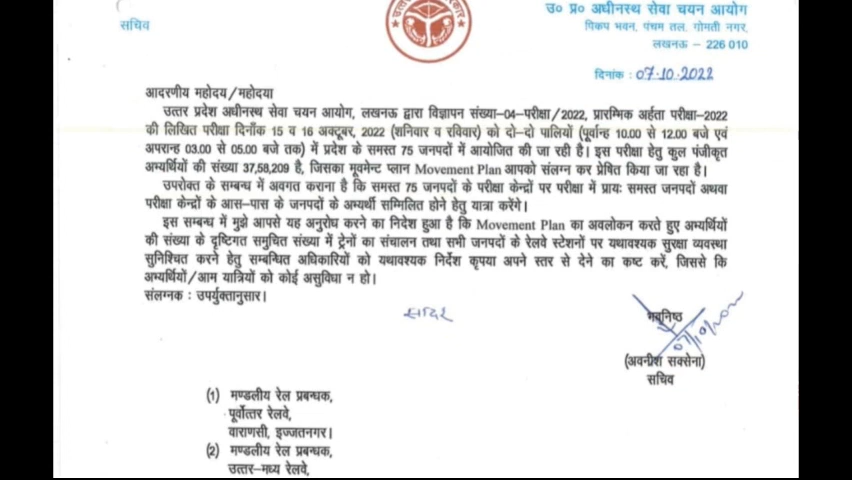 सचिव
उ० प्र० अधीनस्थ सेवा चयन आयोग
पिकप भवन, पंचम तल, गोमती नगर,
लखनऊ – 226 010
दिनांक : 07.10.2022
आदरणीय महोदय/महोदया
उत्तर प्रदेश अधीनस्थ सेवा चयन आयोग, लखनऊ द्वारा विज्ञापन संख्या–04–परीक्षा/2022, प्रारम्भिक अर्हता परीक्षा–2022
की लिखित परीक्षा दिनाँक 15 व 16 अक्टूबर, 2022 (शनिवार व रविवार) को दो–दो पालियों (पूर्वान्ह 10.00 से 12.00 बजे एवं
अपरान्ह 03.00 से 05.00 बजे तक) में प्रदेश के समस्त 75 जनपदों में आयोजित की जा रही है। इस परीक्षा हेतु कुल पंजीकृत
अभ्यर्थियों की संख्या 37,58,209 है, जिसका मूवमेण्ट प्लान Movement Plan आपको संलग्न कर प्रेषित किया जा रहा है।
उपरोक्त के सम्बन्ध में अवगत कराना है कि समस्त 75 जनपदों के परीक्षा केन्द्रों पर परीक्षा में प्रायः समस्त जनपदों अथवा
परीक्षा केन्द्रों के आस–पास के जनपदों के अभ्यर्थी सम्मिलित होने हेतु यात्रा करेंगे।
इस सम्बन्ध में मुझे आपसे यह अनुरोध करने का निदेश हुआ है कि Movement Plan का अवलोकन करते हुए अभ्यर्थियों
की संख्या के दृष्टिगत समुचित संख्या में ट्रेनों का संचालन तथा सभी जनपदों के रेलवे स्टेशनों पर यथावश्यक सुरक्षा व्यवस्था
सुनिश्चित करने हेतु सम्बन्धित अधिकारियों को यथावश्यक निर्देश कृपया अपने स्तर से देने का कष्ट करें, जिससे कि
अभ्यर्थियों/आम यात्रियों को कोई असुविधा न हो।
संलग्नक : उपर्युक्तानुसार।
सादर
भवनिष्ठ
07/10/2022
(अवनीश सक्सेना)
सचिव
(1) मण्डलीय रेल प्रबन्धक,
पूर्वोत्तर रेलवे,
वाराणसी, इज्जतनगर।
(2) मण्डलीय रेल प्रबन्धक,
उत्तर–मध्य रेलवे,